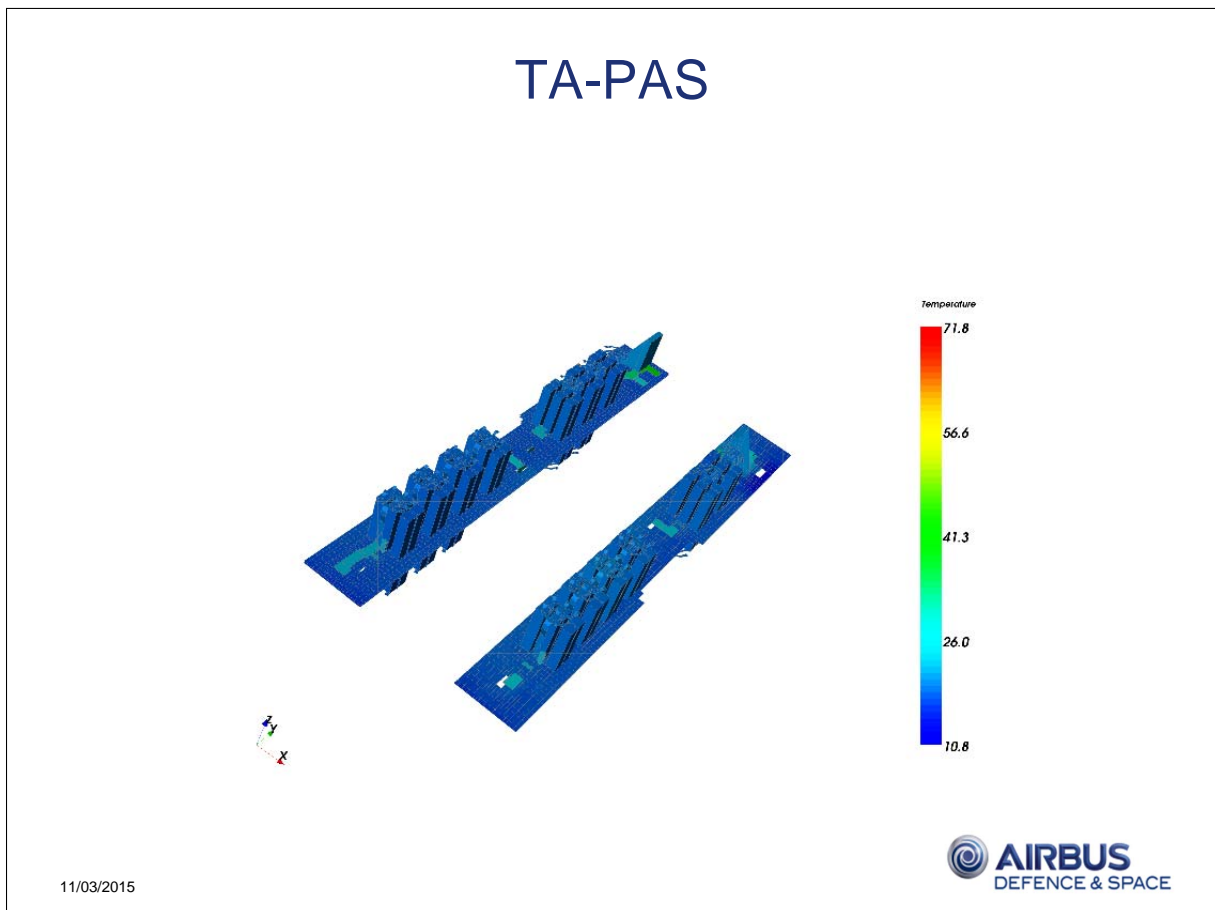 TA-PAS
Temperature
71.8
56.6
41.3
26.0
10.8
Z
Y
X
11/03/2015
AIRBUS
DEFENCE & SPACE